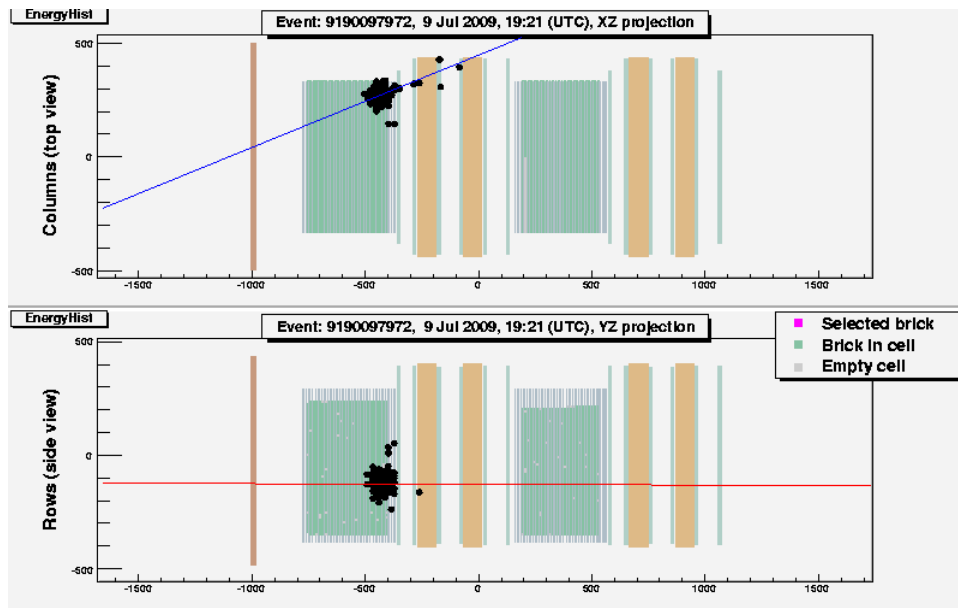 EnergyHist
Event: 9190097972, 9 Jul 2009, 19:21 (UTC), XZ projection
Columns (top view)
500
0
-500
-1500 -1000 -500 0 500 1000 1500
EnergyHist
Event: 9190097972, 9 Jul 2009, 19:21 (UTC), YZ projection
Selected brick
Brick in cell
Empty cell
Rows (side view)
500
0
-500
-1500 -1000 -500 0 500 1000 1500